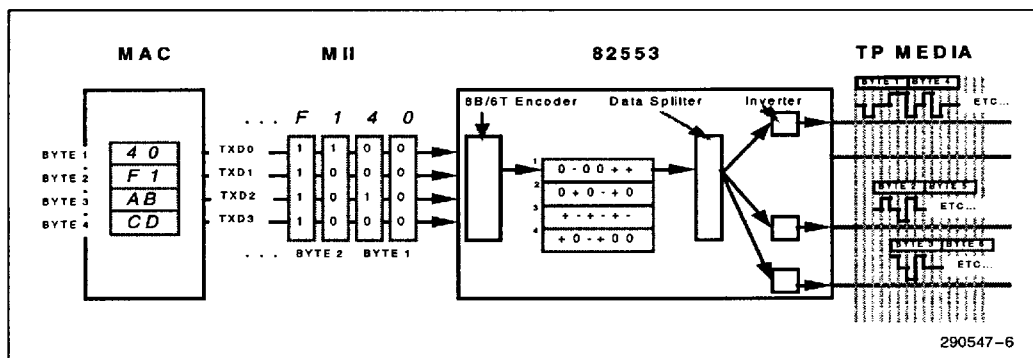 MAC MII 82553 TP MEDIA
8B/6T Encoder Data Splitter Inverter
BYTE 1 BYTE 4
ETC...
. . . F 1 4 0
BYTE 1 40 TXD0 1 1 0 0
BYTE 2 F1 TXD1 1 0 0 0
BYTE 3 AB TXD2 1 0 1 0
BYTE 4 CD TXD3 1 0 0 0
. . . BYTE 2 BYTE 1
1 0 - 0 0 + +
2 0 + 0 - + 0
3 + - + - + -
4 + 0 - + 0 0
BYTE 2 BYTE 5
ETC...
BYTE 3 BYTE 6
ETC...
290547-6